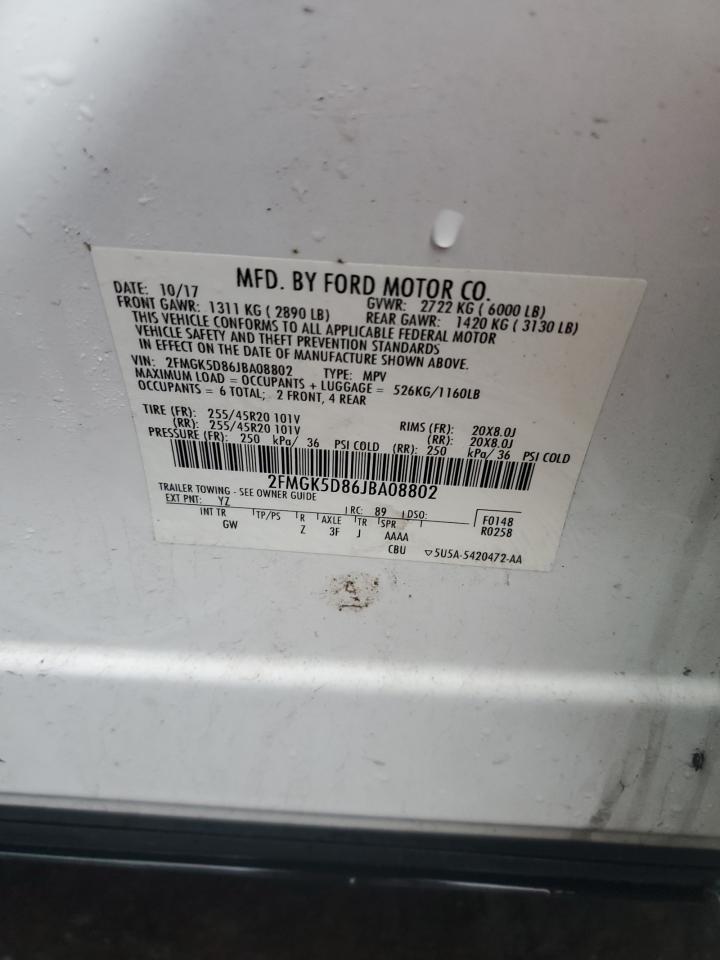 MFD. BY FORD MOTOR CO.
DATE: 10/17 GVWR: 2722 KG ( 6000 LB)
FRONT GAWR: 1311 KG ( 2890 LB) REAR GAWR: 1420 KG ( 3130 LB)
THIS VEHICLE CONFORMS TO ALL APPLICABLE FEDERAL MOTOR
VEHICLE SAFETY AND THEFT PREVENTION STANDARDS
IN EFFECT ON THE DATE OF MANUFACTURE SHOWN ABOVE.
VIN: 2FMGK5D86JBA08802 TYPE: MPV
MAXIMUM LOAD = OCCUPANTS + LUGGAGE = 526KG/1160LB
OCCUPANTS = 6 TOTAL; 2 FRONT, 4 REAR
TIRE (FR): 255/45R20 101V RIMS (FR): 20X8.0J
(RR): 255/45R20 101V (RR): 20X8.0J
PRESSURE (FR): 250 kPa/ 36 PSI COLD (RR): 250 kPa/ 36 PSI COLD
2FMGK5D86JBA08802
TRAILER TOWING - SEE OWNER GUIDE
EXT PNT: YZ RC: 89 DSO: F0148
INT TR TP/PS R AXLE TR SPR R0258
GW Z 3F J AAAA
CBU ▽5U5A-5420472-AA